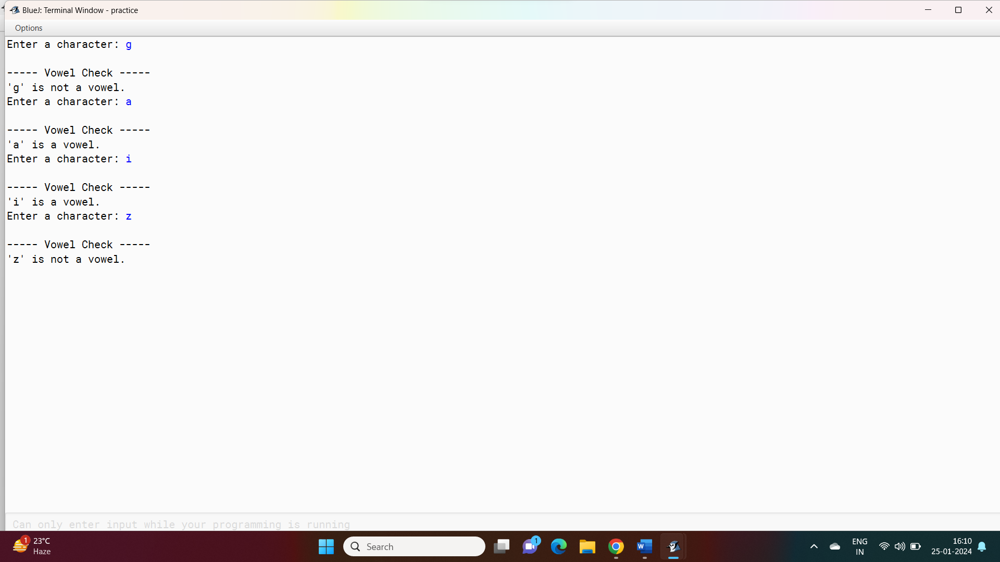 BlueJ: Terminal Window - practice
Options
Enter a character: g
----- Vowel Check -----
'g' is not a vowel.
Enter a character: a
----- Vowel Check -----
'a' is a vowel.
Enter a character: i
----- Vowel Check -----
'i' is a vowel.
Enter a character: z
----- Vowel Check -----
'z' is not a vowel.
Can only enter input while your programming is running
1
23°C
Haze
Search
1
W
ENG
IN
16:10
25-01-2024